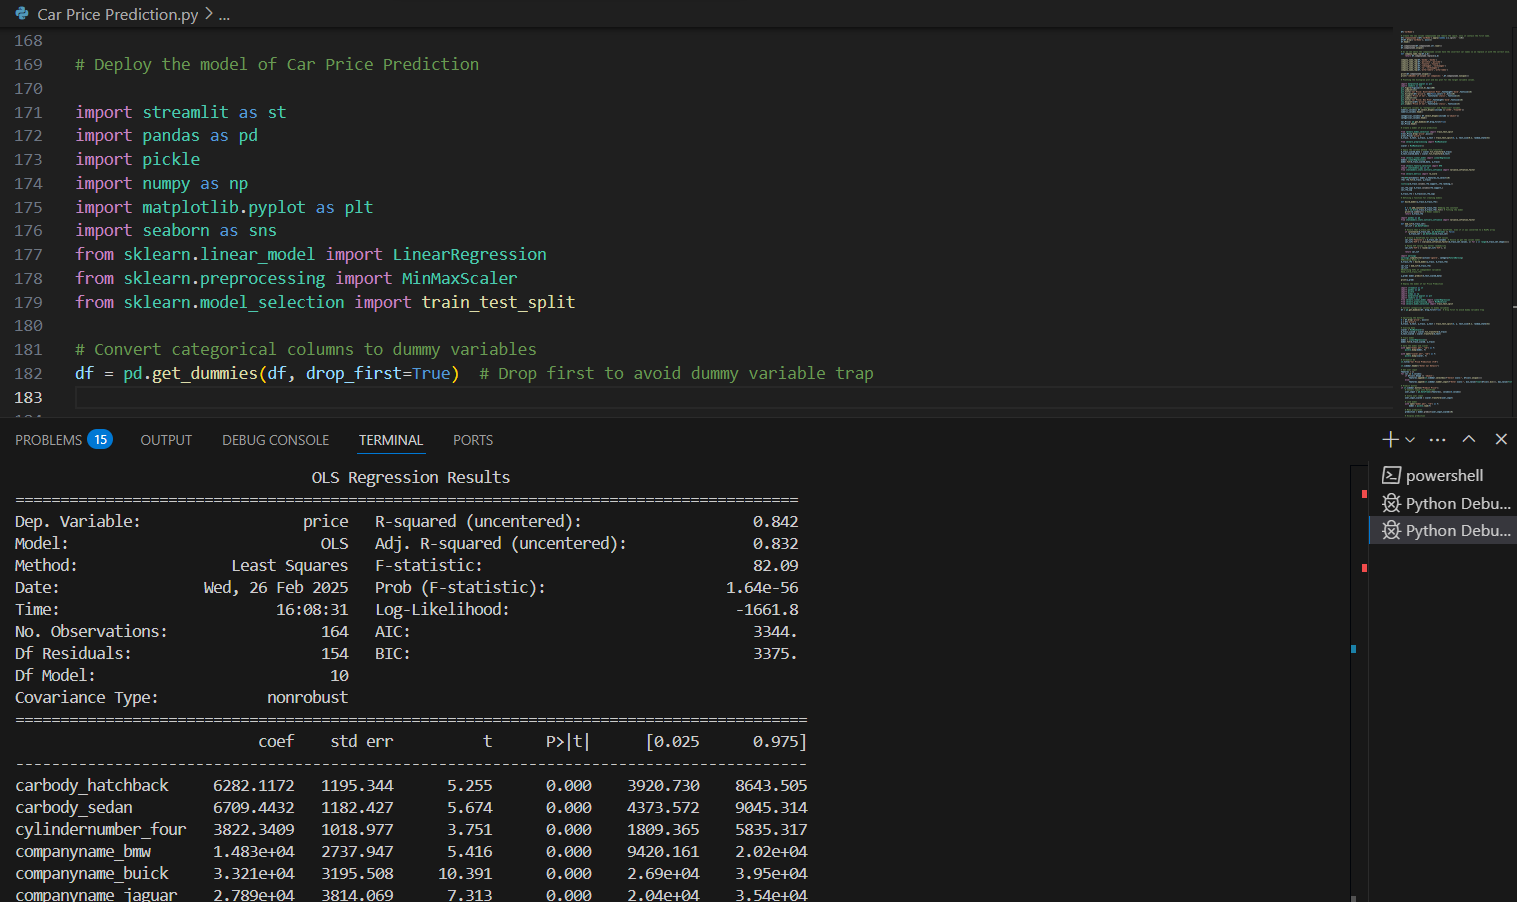 Car Price Prediction.py > ...
168
169 # Deploy the model of Car Price Prediction
170
171 import streamlit as st
172 import pandas as pd
173 import pickle
174 import numpy as np
175 import matplotlib.pyplot as plt
176 import seaborn as sns
177 from sklearn.linear_model import LinearRegression
178 from sklearn.preprocessing import MinMaxScaler
179 from sklearn.model_selection import train_test_split
180
181 # Convert categorical columns to dummy variables
182 df = pd.get_dummies(df, drop_first=True)  # Drop first to avoid dummy variable trap
183
PROBLEMS 15 OUTPUT DEBUG CONSOLE TERMINAL PORTS
powershell
Python Debu...
Python Debu...
OLS Regression Results
==============================================================================
Dep. Variable: price R-squared (uncentered): 0.842
Model: OLS Adj. R-squared (uncentered): 0.832
Method: Least Squares F-statistic: 82.09
Date: Wed, 26 Feb 2025 Prob (F-statistic): 1.64e-56
Time: 16:08:31 Log-Likelihood: -1661.8
No. Observations: 164 AIC: 3344.
Df Residuals: 154 BIC: 3375.
Df Model: 10
Covariance Type: nonrobust
==============================================================================
coef std err t P>|t| [0.025 0.975]
------------------------------------------------------------------------------
carbody_hatchback 6282.1172 1195.344 5.255 0.000 3920.730 8643.505
carbody_sedan 6709.4432 1182.427 5.674 0.000 4373.572 9045.314
cylindernumber_four 3822.3409 1018.977 3.751 0.000 1809.365 5835.317
companyname_bmw 1.483e+04 2737.947 5.416 0.000 9420.161 2.02e+04
companyname_buick 3.321e+04 3195.508 10.391 0.000 2.69e+04 3.95e+04
companyname_jaguar 2.789e+04 3814.069 7.313 0.000 2.04e+04 3.54e+04